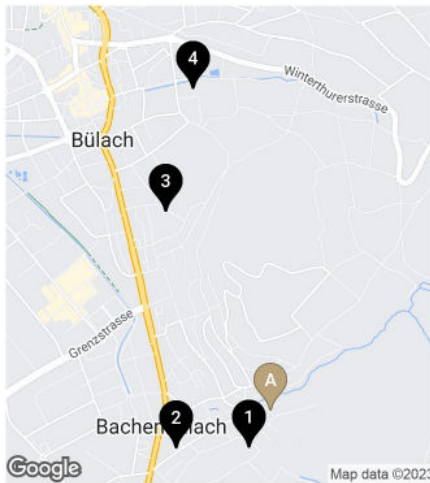 4
Winterthurerstrasse
Bülach
3
Grenzstrasse
A
2
1
Google
Map data ©2023